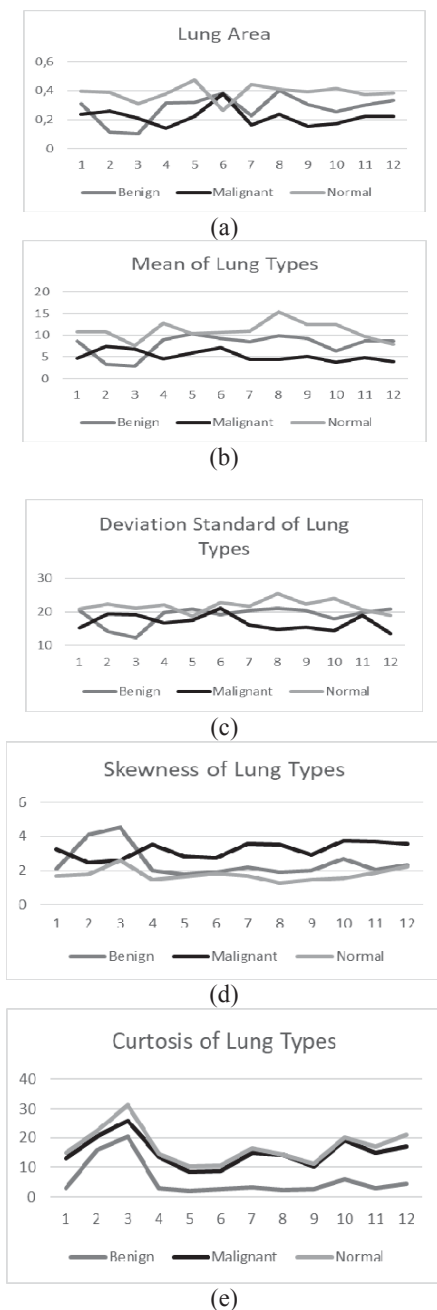 Lung Area
0,6
0,4
0,2
0
1 2 3 4 5 6 7 8 9 10 11 12
Benign Malignant Normal
(a)
Mean of Lung Types
20
15
10
5
0
1 2 3 4 5 6 7 8 9 10 11 12
Benign Malignant Normal
(b)
Deviation Standard of Lung
Types
30
20
10
1 2 3 4 5 6 7 8 9 10 11 12
Benign Malignant Normal
(c)
Skewness of Lung Types
6
4
2
0
1 2 3 4 5 6 7 8 9 10 11 12
Benign Malignant Normal
(d)
Curtosis of Lung Types
40
30
20
10
0
1 2 3 4 5 6 7 8 9 10 11 12
Benign Malignant Normal
(e)